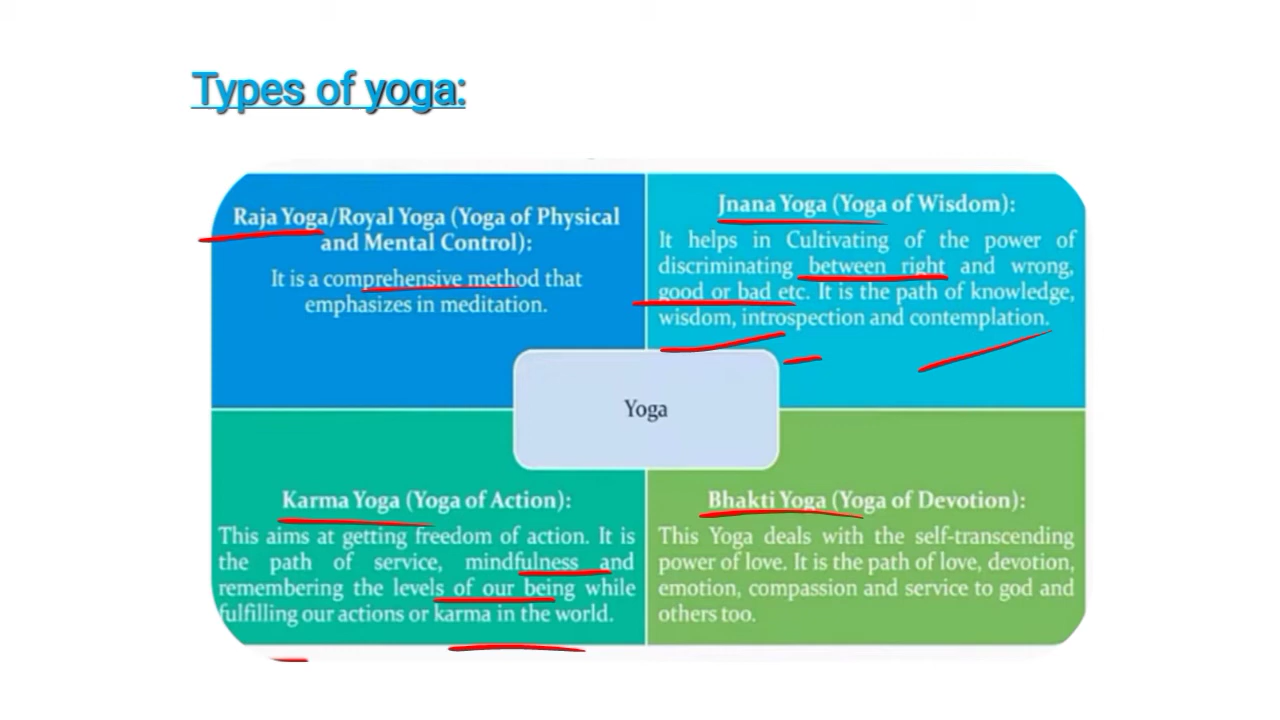 Types of yoga:
Raja Yoga/Royal Yoga (Yoga of Physical
and Mental Control):
It is a comprehensive method that
emphasizes in meditation.
Jnana Yoga (Yoga of Wisdom):
It helps in Cultivating of the power of
discriminating between right and wrong,
good or bad etc. It is the path of knowledge,
wisdom, introspection and contemplation.
Yoga
Karma Yoga (Yoga of Action):
This aims at getting freedom of action. It is
the path of service, mindfulness and
remembering the levels of our being while
fulfilling our actions or karma in the world.
Bhakti Yoga (Yoga of Devotion):
This Yoga deals with the self-transcending
power of love. It is the path of love, devotion,
emotion, compassion and service to god and
others too.